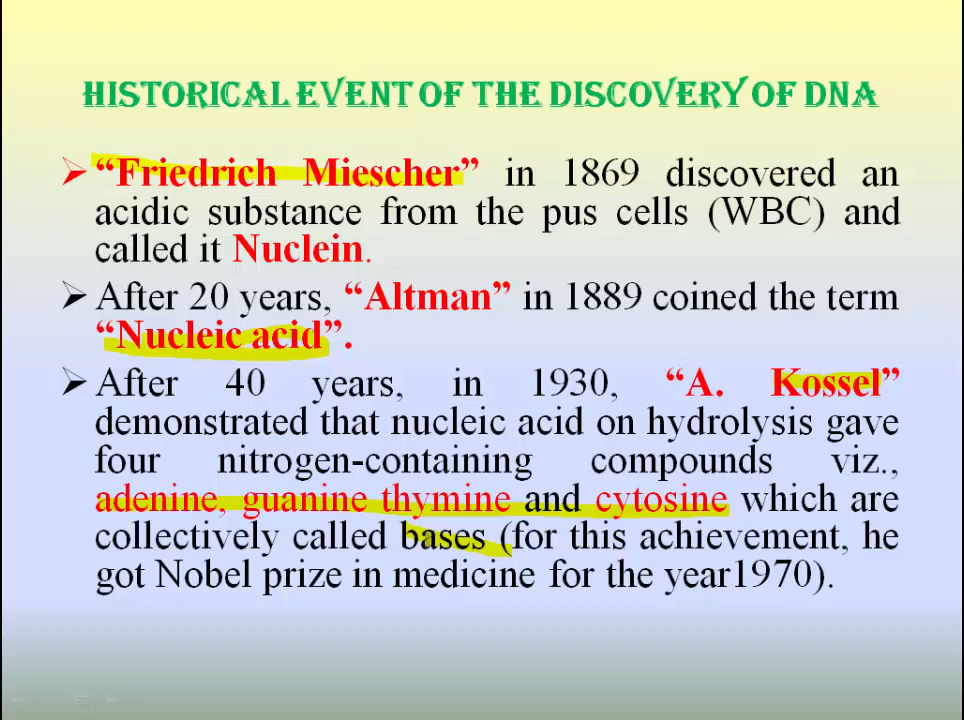 HISTORICAL EVENT OF THE DISCOVERY OF DNA
➢ “Friedrich Miescher” in 1869 discovered an
acidic substance from the pus cells (WBC) and
called it Nuclein.
➢ After 20 years, “Altman” in 1889 coined the term
“Nucleic acid”.
➢ After 40 years, in 1930, “A. Kossel”
demonstrated that nucleic acid on hydrolysis gave
four nitrogen-containing compounds viz.,
adenine, guanine thymine and cytosine which are
collectively called bases (for this achievement, he
got Nobel prize in medicine for the year1970).